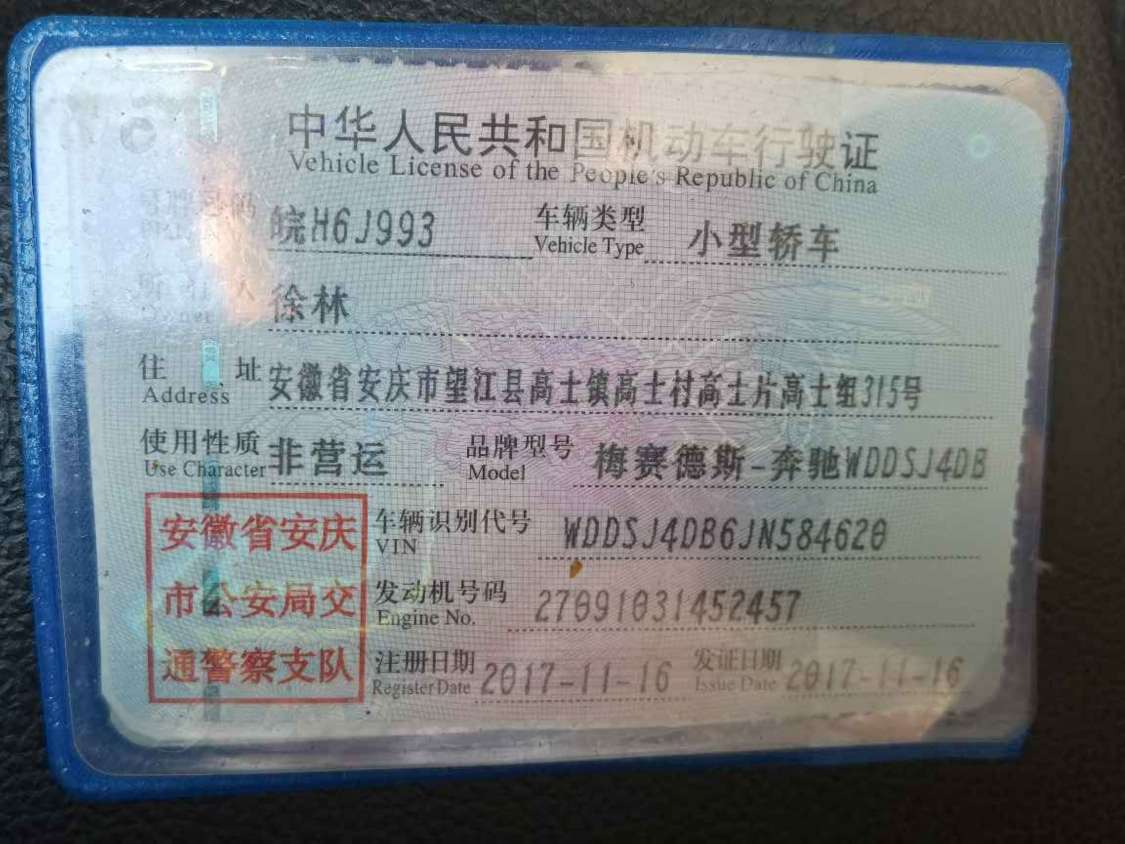 中华人民共和国机动车行驶证
Vehicle License of the People's Republic of China
皖H6J993 车辆类型 Vehicle Type 小型轿车
人 Owner 徐林
住址 Address 安徽省安庆市望江县高士镇高士村高士片高士组315号
使用性质 Use Character 非营运 品牌型号 Model 梅赛德斯-奔驰WDDSJ4DB
安徽省安庆
市公安局交
通警察支队
车辆识别代号 VIN WDDSJ4DB6JN584620
发动机号码 Engine No. 27091031452457
注册日期 Register Date 2017-11-16 发证日期 Issue Date 2017-11-16